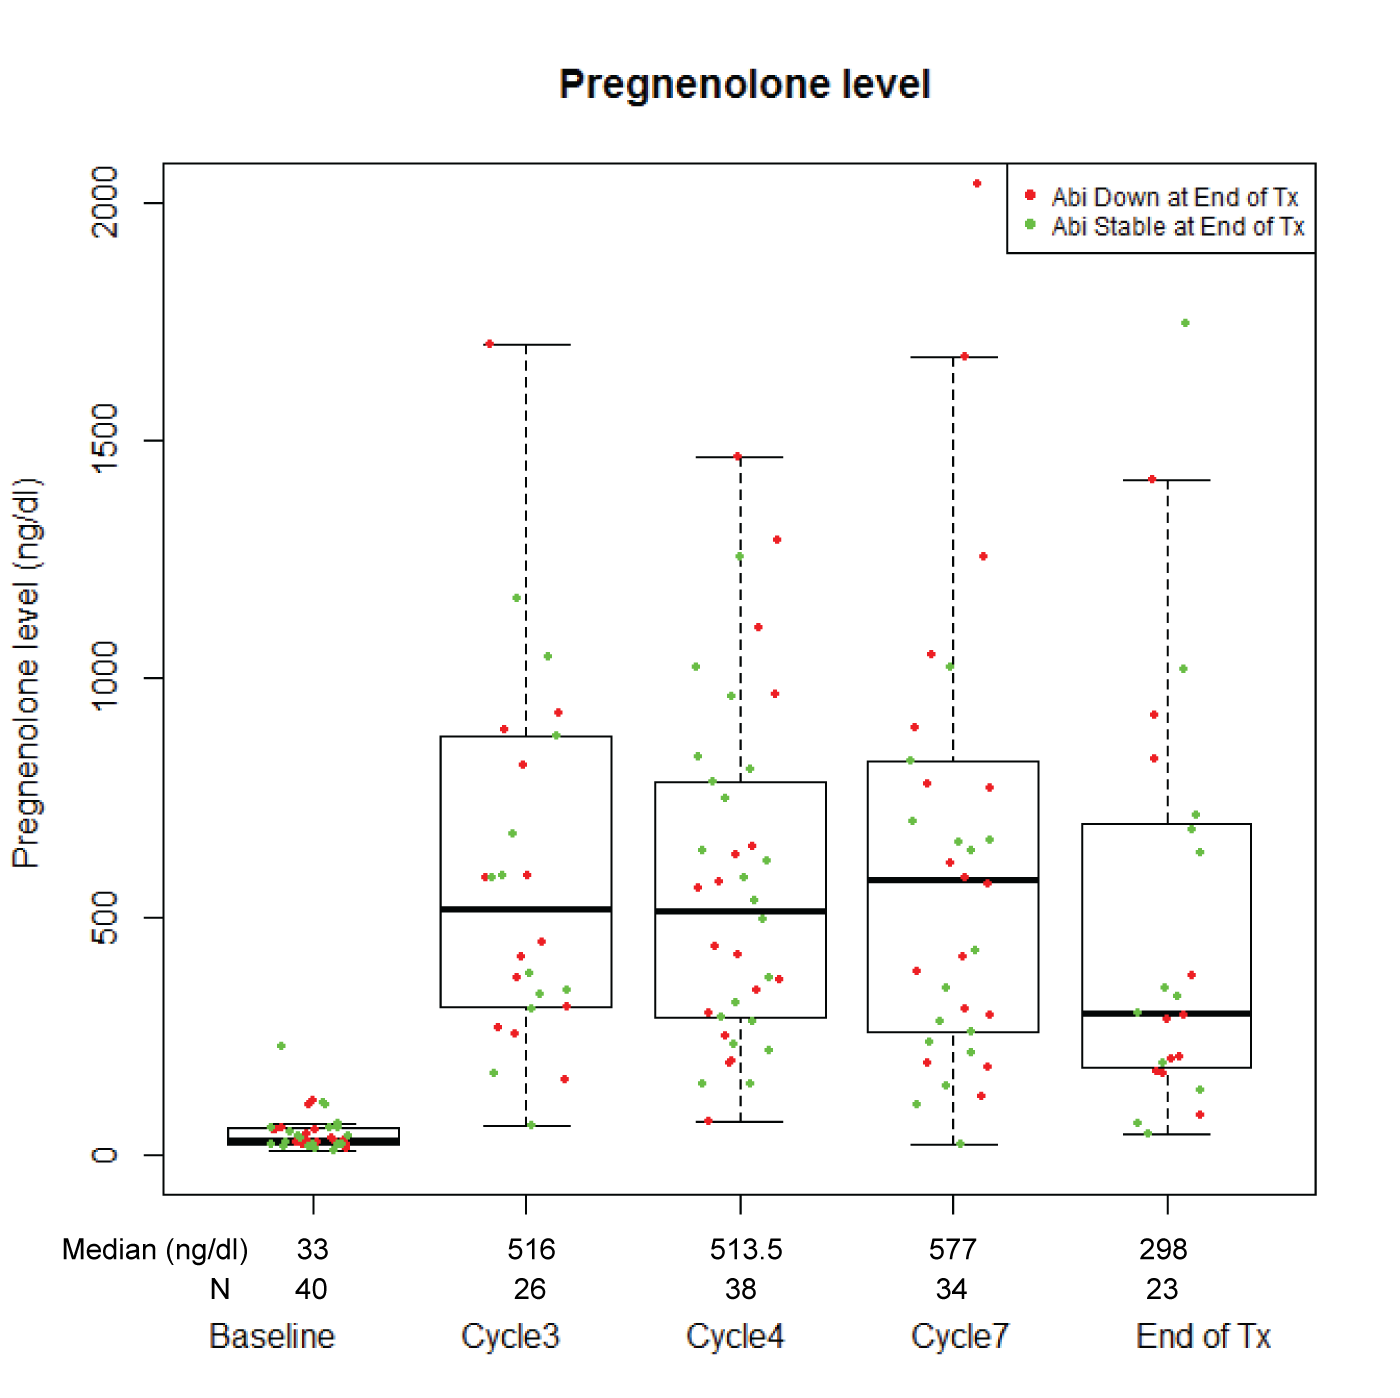 Pregnenolone level
Abi Down at End of Tx
Abi Stable at End of Tx
Pregnenolone level (ng/dl)
2000
1500
1000
500
0
Median (ng/dl) 33 516 513.5 577 298
N 40 26 38 34 23
Baseline Cycle3 Cycle4 Cycle7 End of Tx